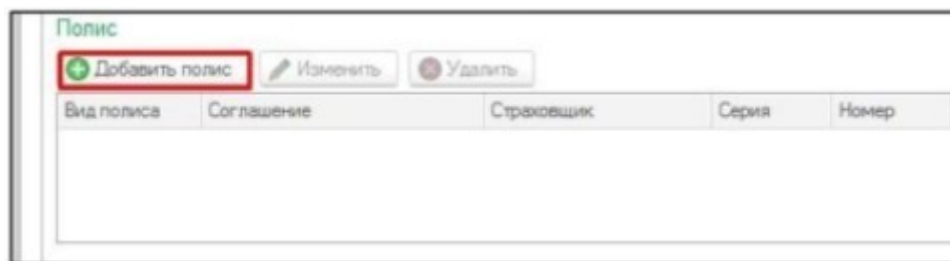 Полис
Добавить полис Изменить Удалить
Вид полиса Соглашение Страховщик Серия Номер